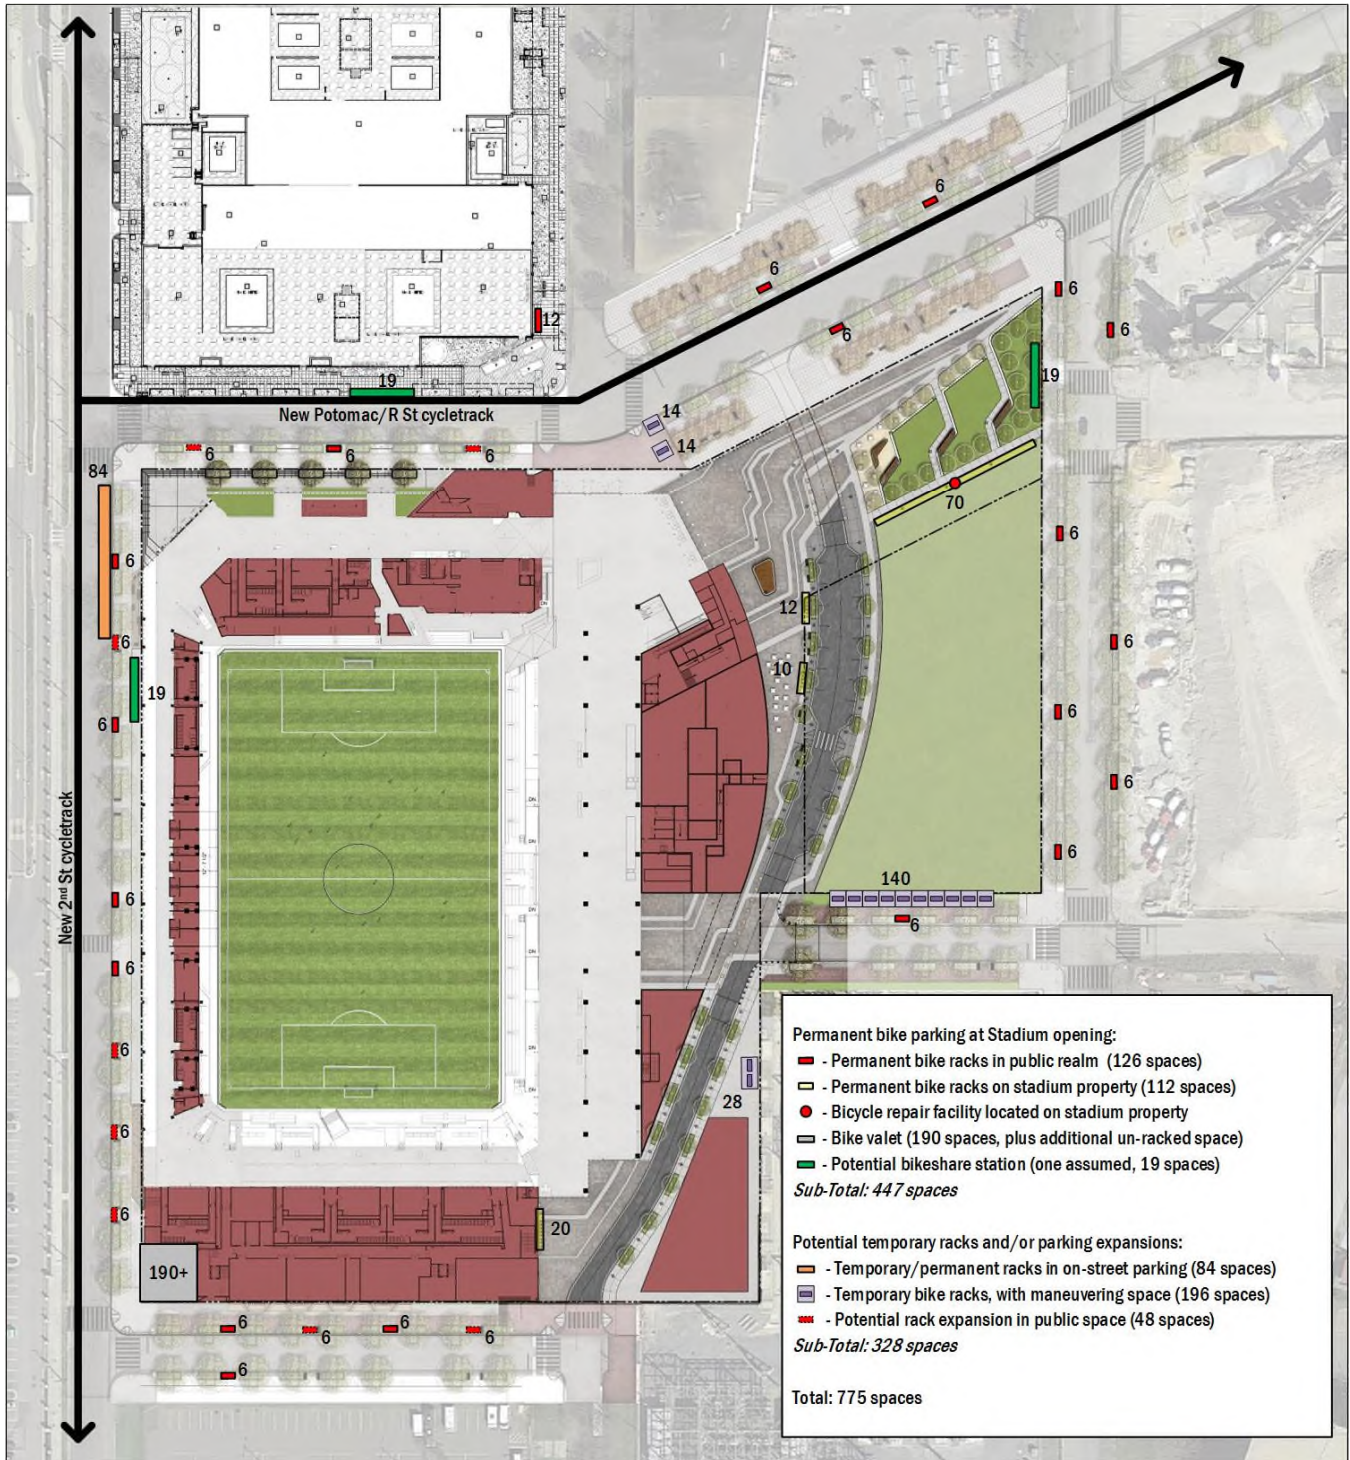 6
6
6
6
6
12
19
19
New Potomac/R St cycletrack
14
14
6
6
6
84
70
6
6
6
6
12
19
10
6
6
6
New 2nd St cycletrack
6
6
140
6
6
6
6
28
6
6
20
190+
6
6
6
6
6
Permanent bike parking at Stadium opening:
- Permanent bike racks in public realm (126 spaces)
- Permanent bike racks on stadium property (112 spaces)
- Bicycle repair facility located on stadium property
- Bike valet (190 spaces, plus additional un-racked space)
- Potential bikeshare station (one assumed, 19 spaces)
Sub-Total: 447 spaces
Potential temporary racks and/or parking expansions:
- Temporary/permanent racks in on-street parking (84 spaces)
- Temporary bike racks, with maneuvering space (196 spaces)
- Potential rack expansion in public space (48 spaces)
Sub-Total: 328 spaces
Total: 775 spaces